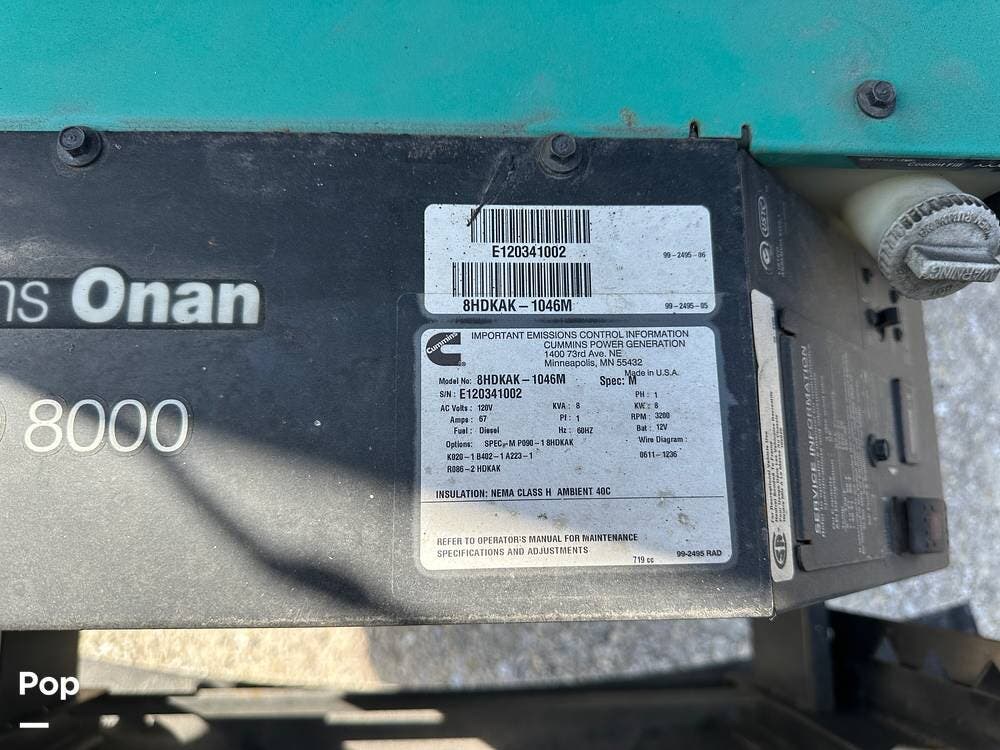 E120341002
99-2495-06
8HDKAK-1046M
99-2495-05
ns Onan
8000
Cummins
IMPORTANT EMISSIONS CONTROL INFORMATION
CUMMINS POWER GENERATION
1400 73rd Ave. NE
Minneapolis, MN 55432
Made in U.S.A.
Model No: 8HDKAK-1046M Spec: M
S/N: E120341002 PH: 1
AC Volts: 120V KVA: 8 KW: 8
Amps: 67 Pf: 1 RPM: 3200
Fuel: Diesel Hz: 60HZ Bat: 12V
Options: SPEC-M P090-1 8HDKAK Wire Diagram:
K020-1 B402-1 A223-1 0611-1236
R086-2 HDKAK
INSULATION: NEMA CLASS H AMBIENT 40C
REFER TO OPERATOR'S MANUAL FOR MAINTENANCE
SPECIFICATIONS AND ADJUSTMENTS
719 cc
99-2495 RAD
SERVICE INFORMATION
USTC
Coolant Fill
WARNING
Pop